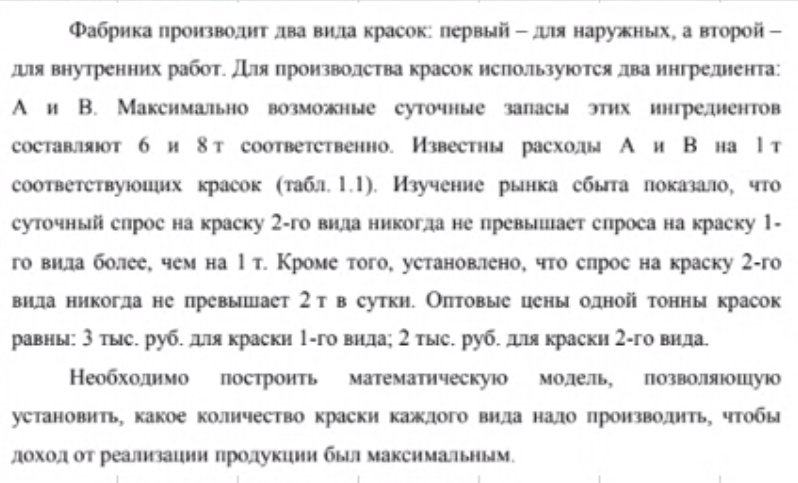 Фабрика производит два вида красок: первый – для наружных, а второй –
для внутренних работ. Для производства красок используются два ингредиента:
А и В. Максимально возможные суточные запасы этих ингредиентов
составляют 6 и 8 т соответственно. Известны расходы А и В на 1 т
соответствующих красок (табл. 1.1). Изучение рынка сбыта показало, что
суточный спрос на краску 2-го вида никогда не превышает спроса на краску 1-
го вида более, чем на 1 т. Кроме того, установлено, что спрос на краску 2-го
вида никогда не превышает 2 т в сутки. Оптовые цены одной тонны красок
равны: 3 тыс. руб. для краски 1-го вида; 2 тыс. руб. для краски 2-го вида.
Необходимо построить математическую модель, позволяющую
установить, какое количество краски каждого вида надо производить, чтобы
доход от реализации продукции был максимальным.